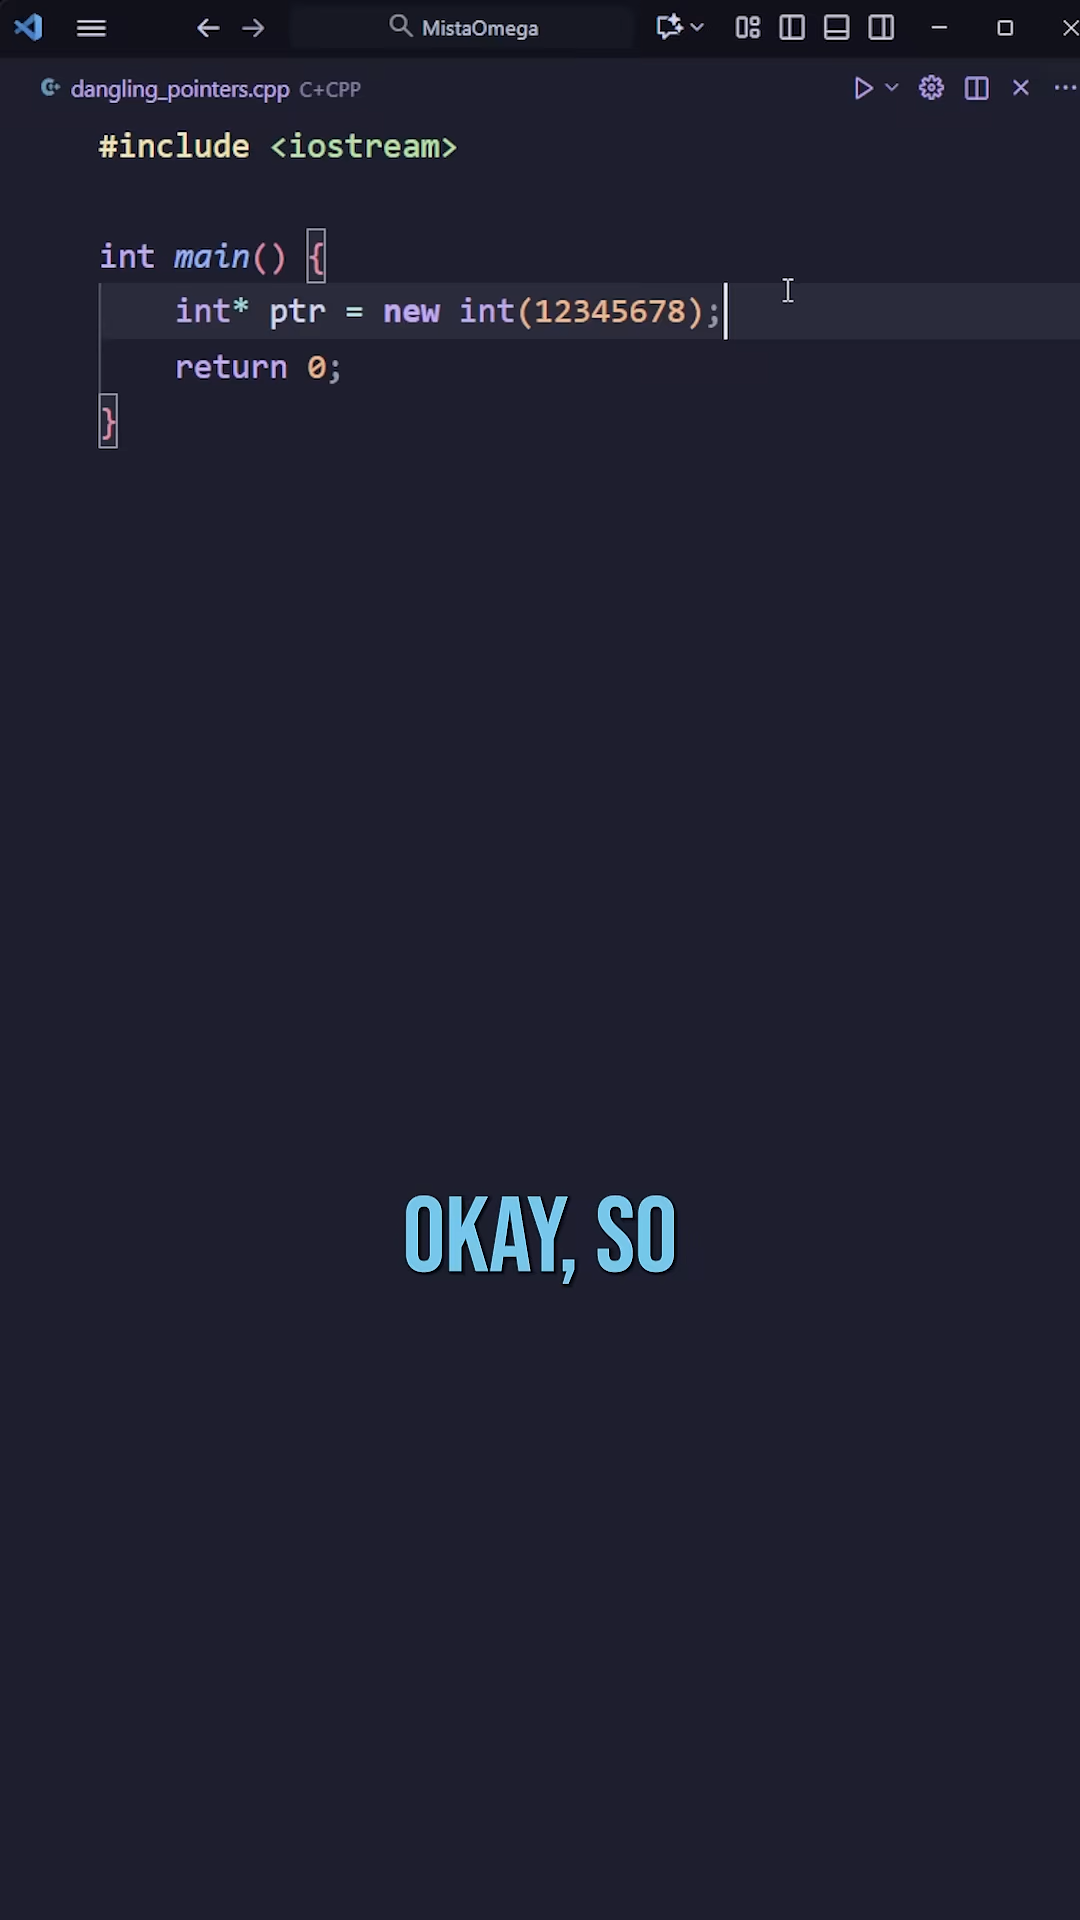 MistaOmega
dangling_pointers.cpp C+CPP
#include <iostream>
int main() {
    int* ptr = new int(12345678);
    return 0;
}
OKAY, SO